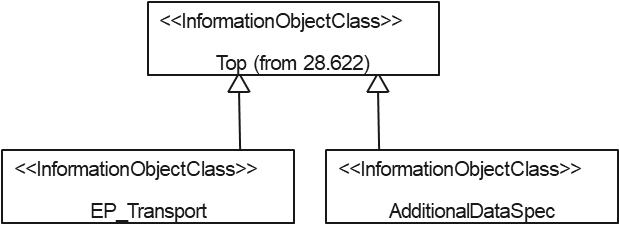 <<InformationObjectClass>>
Top (from 28.622)
<<InformationObjectClass>>
EP_Transport
<<InformationObjectClass>>
AdditionalDataSpec